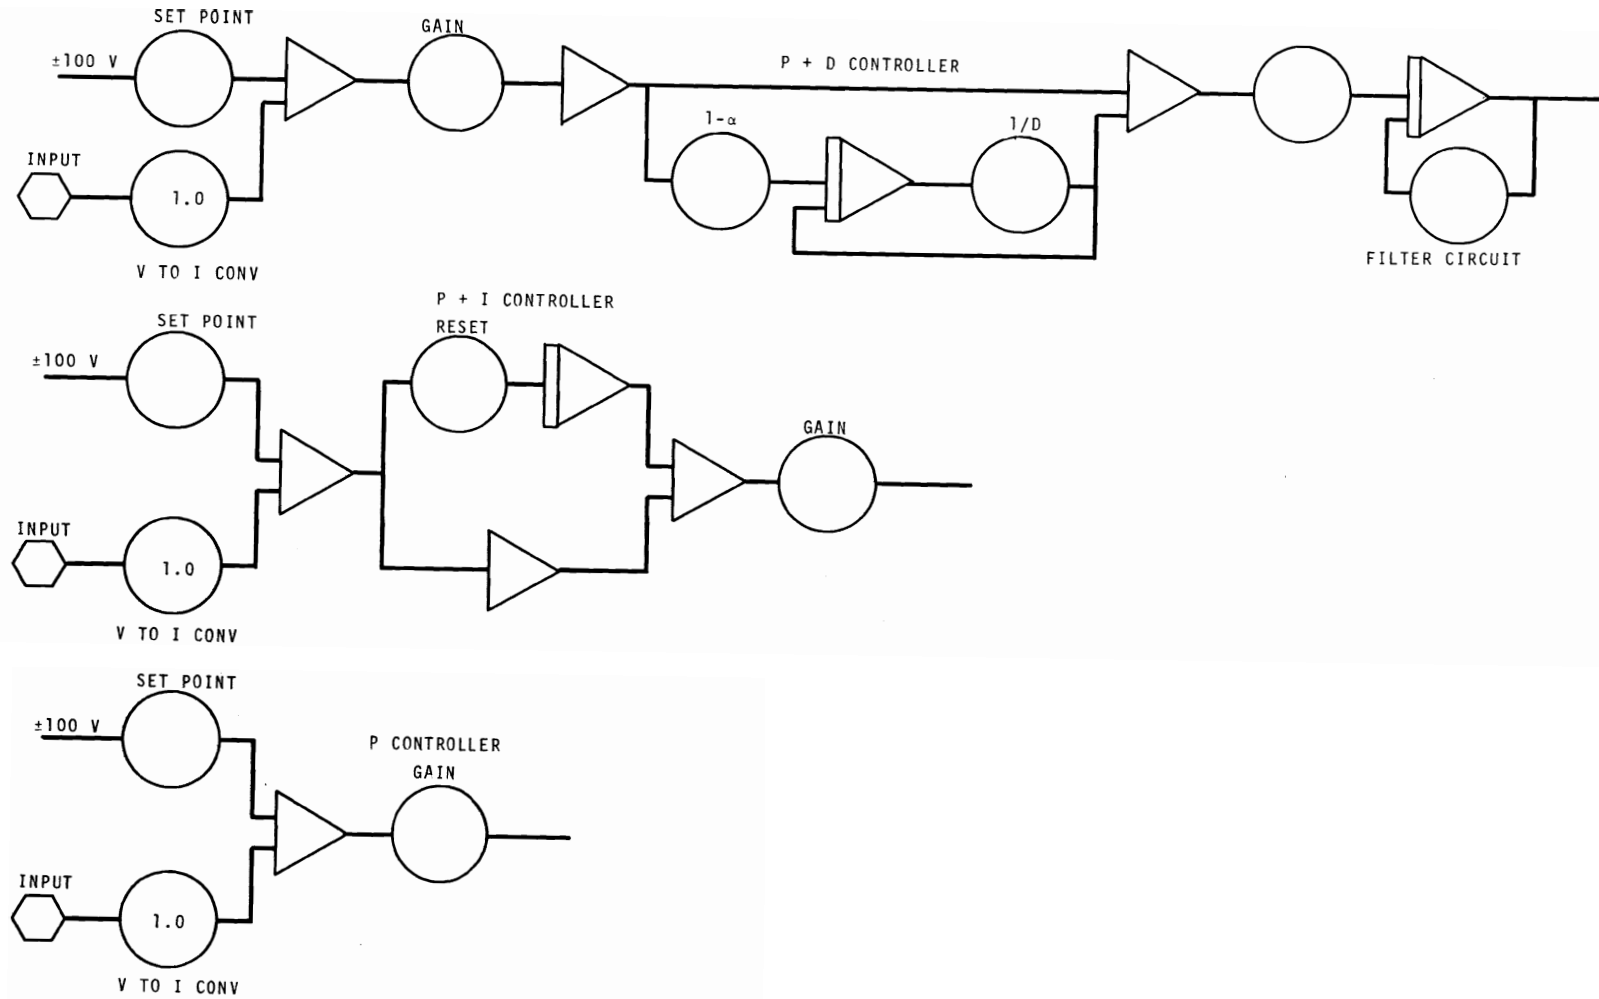 SET POINT
GAIN
±100 V
P + D CONTROLLER
1-α
1/D
INPUT
1.0
V TO I CONV
FILTER CIRCUIT
P + I CONTROLLER
SET POINT
RESET
±100 V
GAIN
INPUT
1.0
V TO I CONV
SET POINT
±100 V
P CONTROLLER
GAIN
INPUT
1.0
V TO I CONV